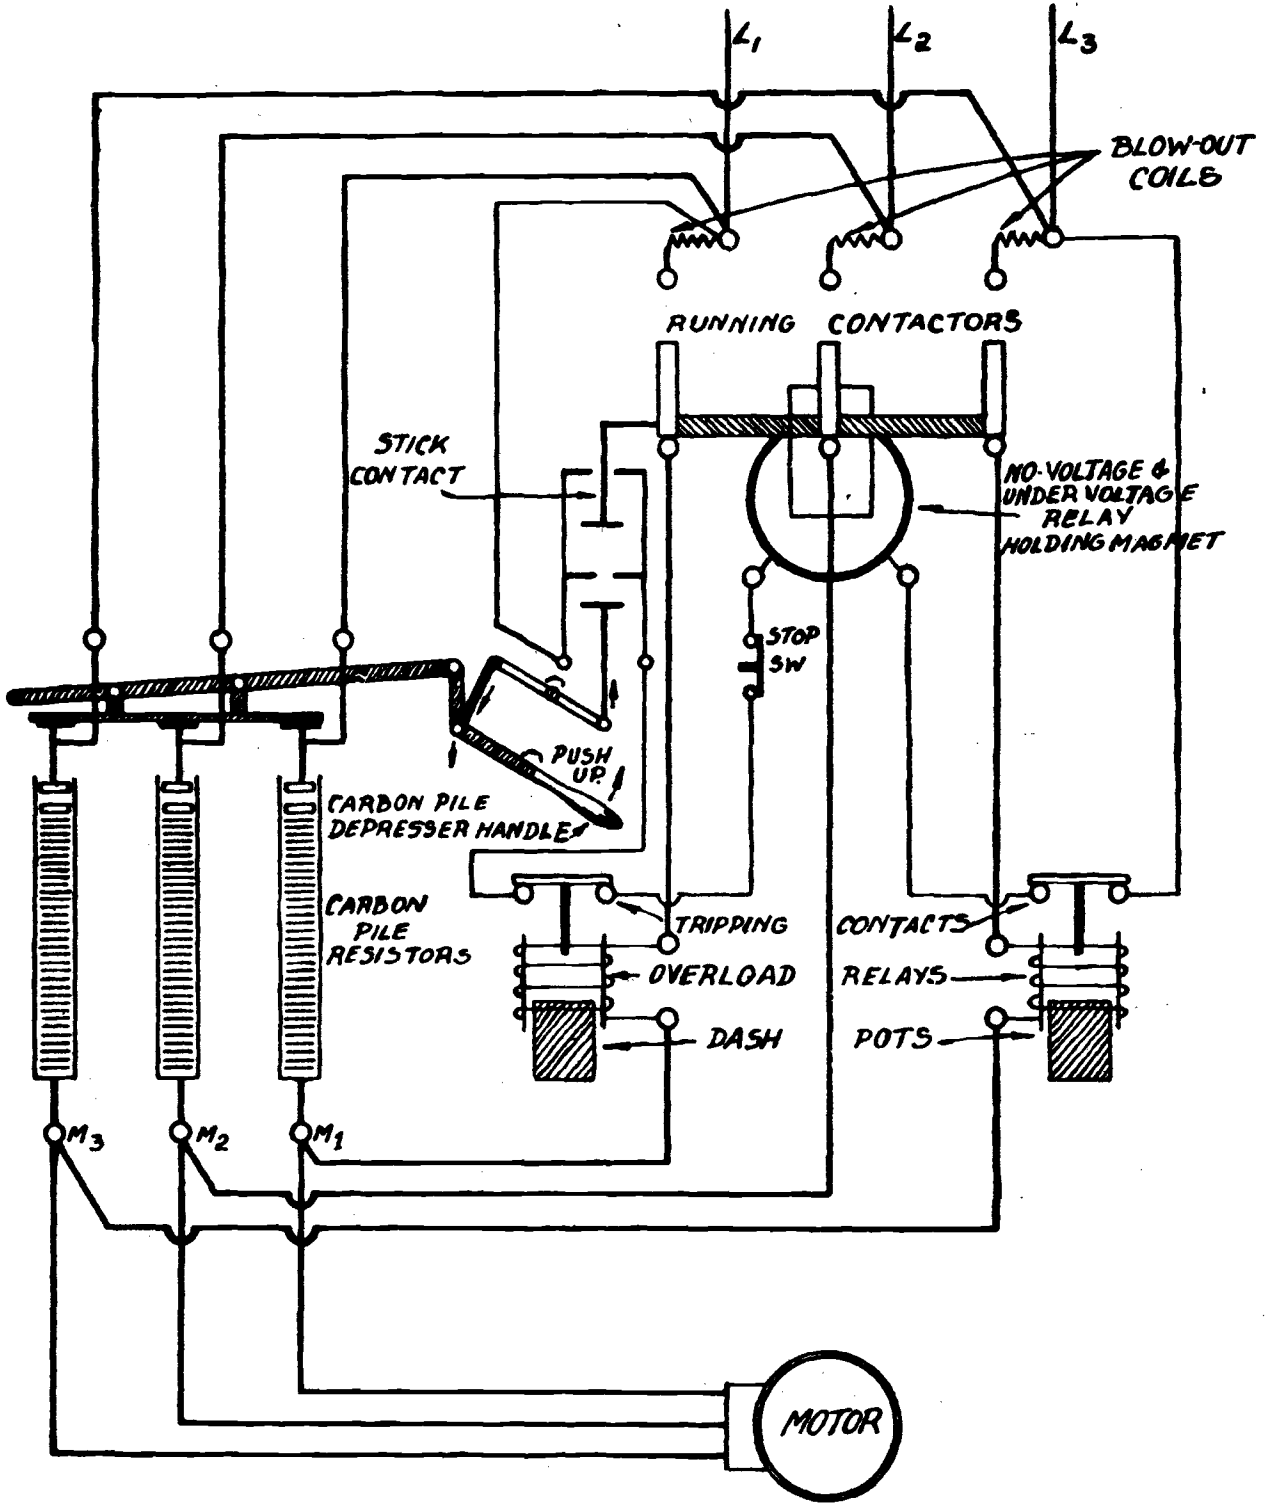 L1
L2
L3
BLOW-OUT
COILS
RUNNING CONTACTORS
STICK
CONTACT
NO-VOLTAGE &
UNDER VOLTAGE
RELAY
HOLDING MAGNET
STOP
SW
PUSH
UP.
CARBON PILE
DEPRESSER HANDLE
CARBON
PILE
RESISTORS
TRIPPING CONTACTS
OVERLOAD RELAYS
DASH POTS
M3
M2
M1
MOTOR